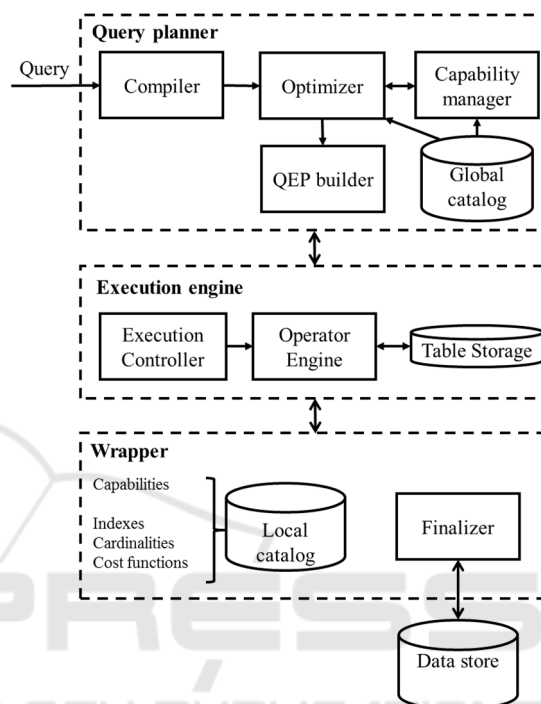 Query planner
Query
Compiler
Optimizer
Capability
manager
QEP builder
Global
catalog
Execution engine
Execution
Controller
Operator
Engine
Table Storage
Wrapper
Capabilities
Indexes
Cardinalities
Cost functions
Local
catalog
Finalizer
Data store